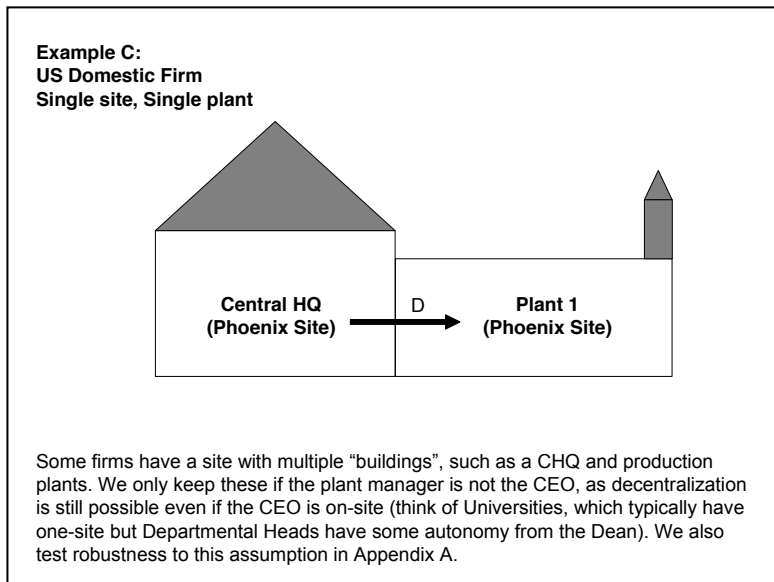 Example C:
US Domestic Firm
Single site, Single plant
Central HQ
(Phoenix Site)
D
Plant 1
(Phoenix Site)
Some firms have a site with multiple “buildings”, such as a CHQ and production
plants. We only keep these if the plant manager is not the CEO, as decentralization
is still possible even if the CEO is on-site (think of Universities, which typically have
one-site but Departmental Heads have some autonomy from the Dean). We also
test robustness to this assumption in Appendix A.